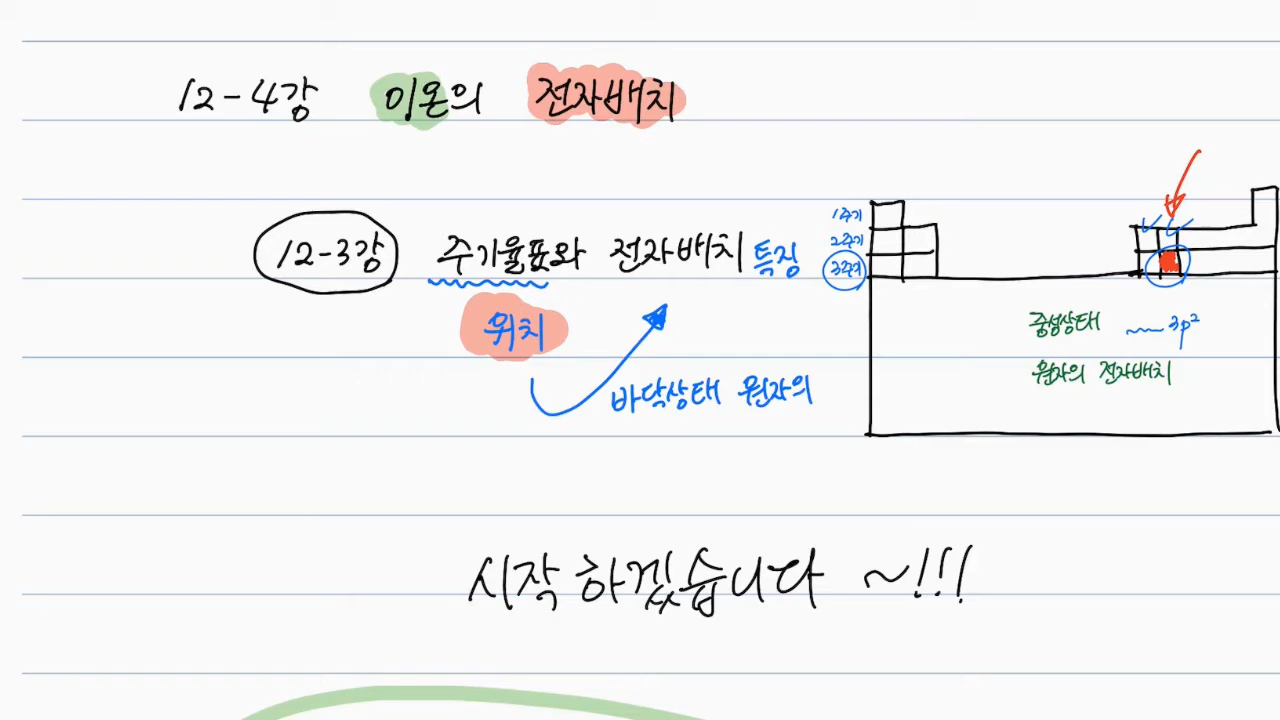 12-4강 이온의 전자배치
12-3강 주기율표와 전자배치 특징
위치
바닥상태 원자의
1주기
2주기
3주기
중성상태 3p²
원자의 전자배치
시작하겠습니다 ~!!!